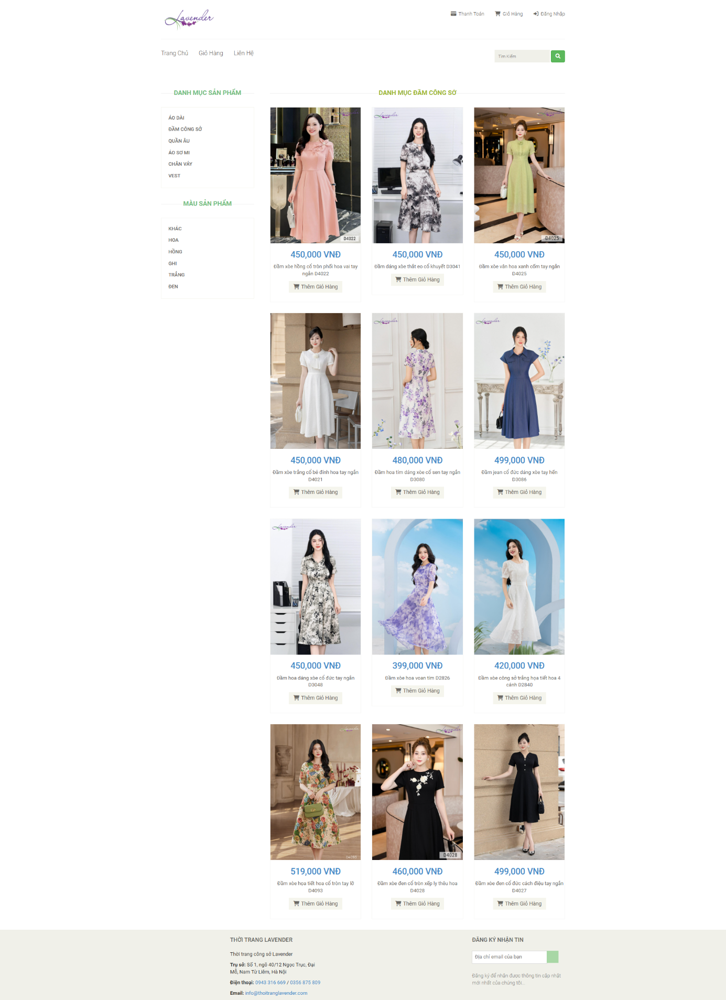 Lavender
Thanh Toán
Giỏ Hàng
Đăng Nhập
Trang Chủ
Giỏ Hàng
Liên Hệ
Tìm Kiếm
DANH MỤC SẢN PHẨM
ÁO DÀI
ĐẦM CÔNG SỞ
QUẦN ÂU
ÁO SƠ MI
CHÂN VÁY
VEST
MÀU SẢN PHẨM
KHÁC
HOA
HỒNG
GHI
TRẮNG
ĐEN
DANH MỤC ĐẦM CÔNG SỞ
Lavender
D4022
450,000 VNĐ
Đầm xòe hồng cổ tròn phối hoa vai tay
ngắn D4022
Thêm Giỏ Hàng
Lavender
450,000 VNĐ
Đầm dáng xòe thắt eo cổ khuyết D3041
Thêm Giỏ Hàng
Lavender
D4025
450,000 VNĐ
Đầm xòe vân hoa xanh cốm tay ngắn
D4025
Thêm Giỏ Hàng
450,000 VNĐ
Đầm xòe trắng cổ bẻ đính hoa tay ngắn
D4021
Thêm Giỏ Hàng
Lavender
480,000 VNĐ
Đầm hoa tím dáng xòe cổ sen tay ngắn
D3080
Thêm Giỏ Hàng
Lavender
499,000 VNĐ
Đầm jean cổ đức dáng xòe tay hến
D3086
Thêm Giỏ Hàng
Lavender
450,000 VNĐ
Đầm hoa dáng xòe cổ đức tay ngắn
D3048
Thêm Giỏ Hàng
399,000 VNĐ
Đầm xòe hoa voan tím D2826
Thêm Giỏ Hàng
420,000 VNĐ
Đầm xòe công sở trắng họa tiết hoa 4
cánh D2840
Thêm Giỏ Hàng
Lavender
D4093
519,000 VNĐ
Đầm xòe họa tiết hoa cổ tròn tay lỡ
D4093
Thêm Giỏ Hàng
Lavender
D4028
460,000 VNĐ
Đầm xòe đen cổ tròn xếp ly thêu hoa
D4028
Thêm Giỏ Hàng
499,000 VNĐ
Đầm xòe đen cổ đức cách điệu tay ngắn
D4027
Thêm Giỏ Hàng
THỜI TRANG LAVENDER
Thời trang công sở Lavender
Trụ sở: Số 1, ngõ 40/12 Ngọc Trục, Đại
Mỗ, Nam Từ Liêm, Hà Nội
Điện thoại: 0943 316 669 / 0356 875 809
Email: info@thoitranglavender.com
ĐĂNG KÝ NHẬN TIN
Địa chỉ email của bạn
Đăng ký để nhận được thông tin cập nhật
mới nhất của chúng tôi...